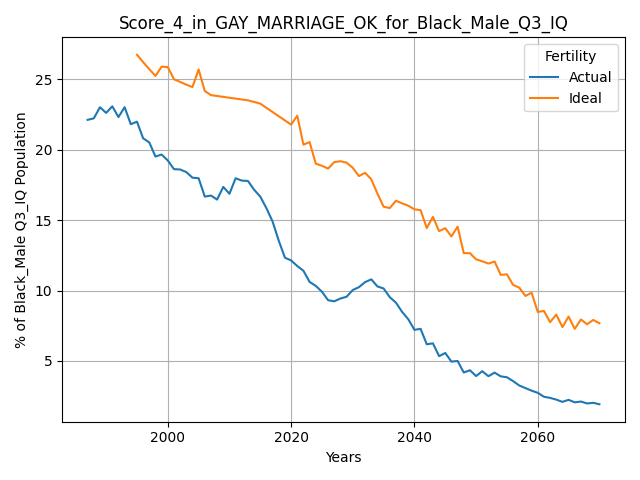 Score_4_in_GAY_MARRIAGE_OK_for_Black_Male_Q3_IQ
Fertility
Actual
Ideal
% of Black_Male Q3_IQ Population
25
20
15
10
5
2000
2020
2040
2060
Years